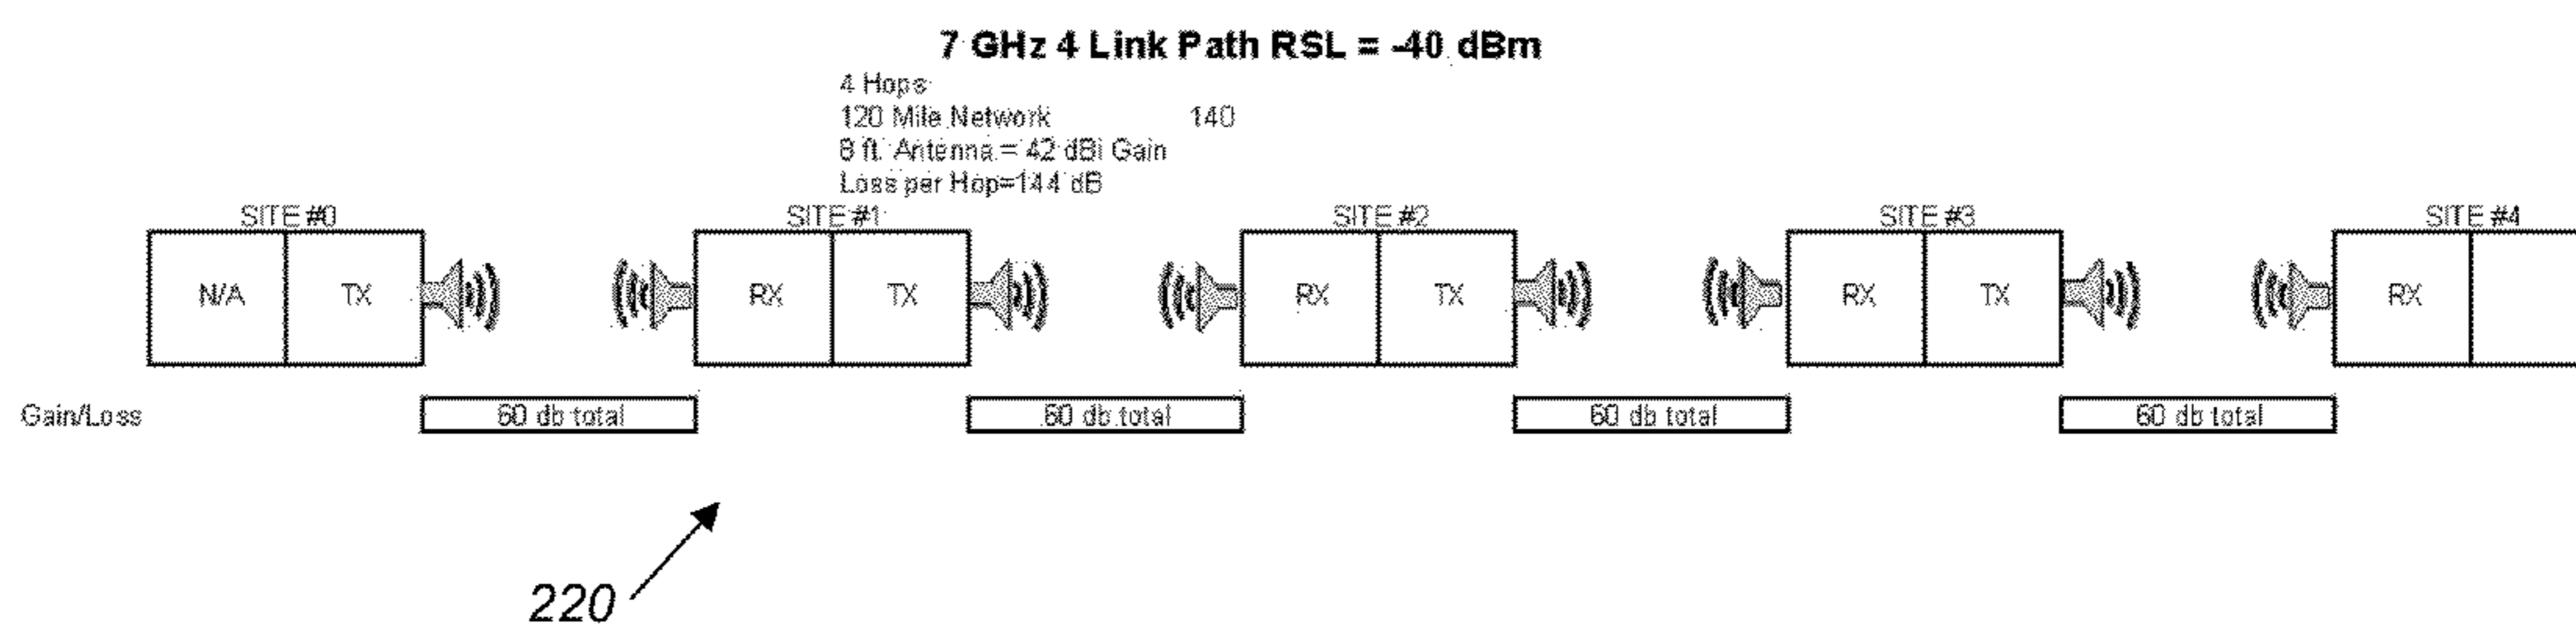 7 GHz 4 Link Path RSL = -40 dBm
4 Hops
120 Mile Network 140
8 ft. Antenna = 42 dBi Gain
Loss per Hop=144 dB
SITE #0 SITE #1 SITE #2 SITE #3 SITE #4
N/A TX RX TX RX TX RX TX RX
Gain/Loss 60 db total 60 db total 60 db total 60 db total
220